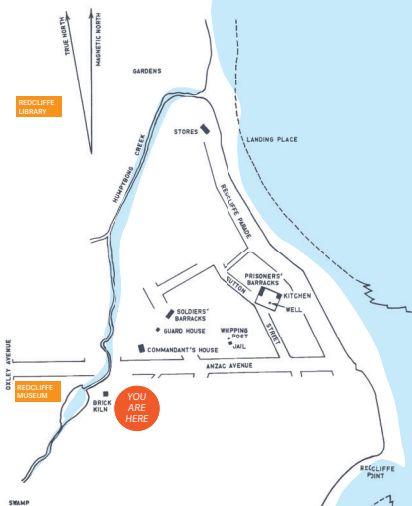 TRUE NORTH
MAGNETIC NORTH
GARDENS
REDCLIFFE
LIBRARY
STORES
LANDING PLACE
HUMPYBONG
CREEK
REDCLIFFE PARADE
PRISONERS'
BARRACKS
SUTTON
STREET
KITCHEN
WELL
SOLDIERS'
BARRACKS
GUARD HOUSE
WHIPPING
POST
JAIL
COMMANDANT'S HOUSE
ANZAC AVENUE
OXLEY AVENUE
REDCLIFFE
MUSEUM
BRICK
KILN
YOU
ARE
HERE
REDCLIFFE
POINT
SWAMP